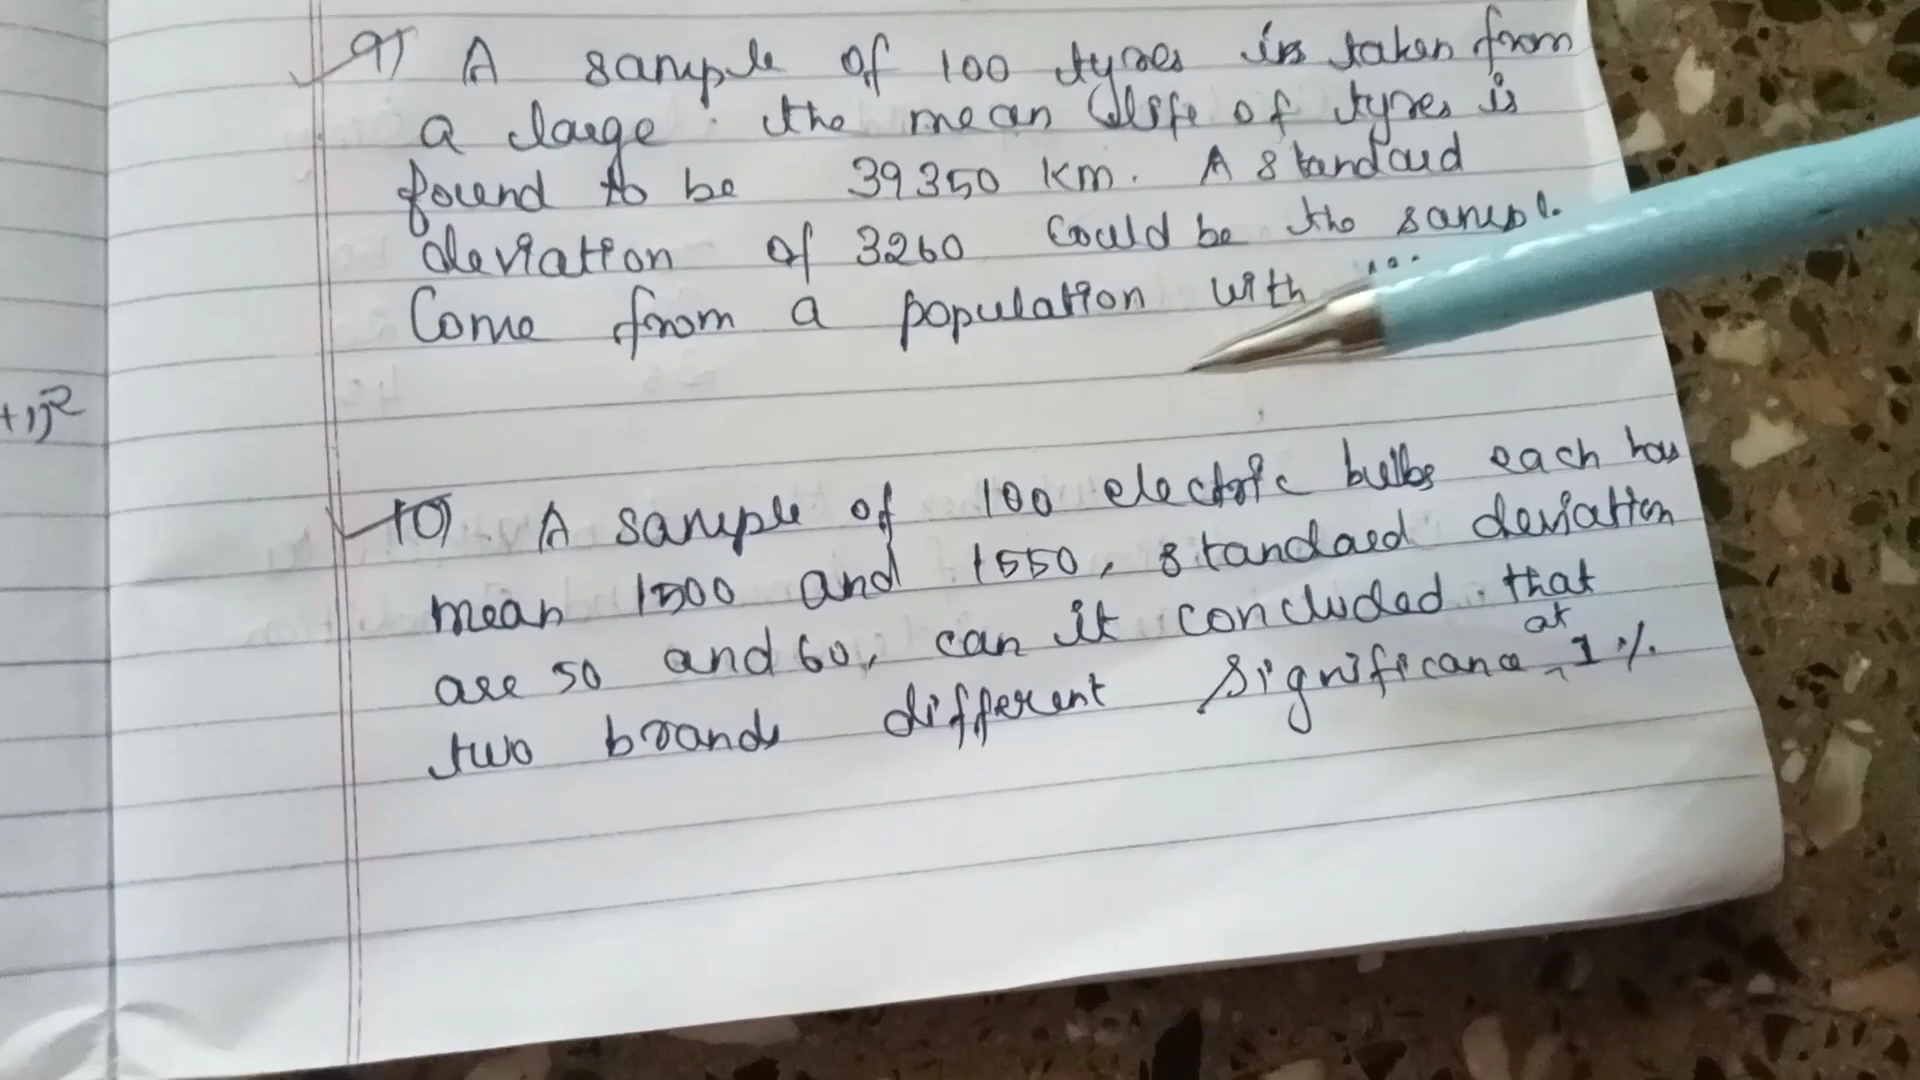 +1)²
9) A sample of 100 tyres is taken from
a large. the mean life of tyres is
found to be 39350 km. A standard
deviation of 3260 could be the sample
Come from a population with
10) A sample of 100 electric bulbs each has
mean 1500 and 1550, standard deviation
are 50 and 60, can it concluded that
two brands different significance at 1%